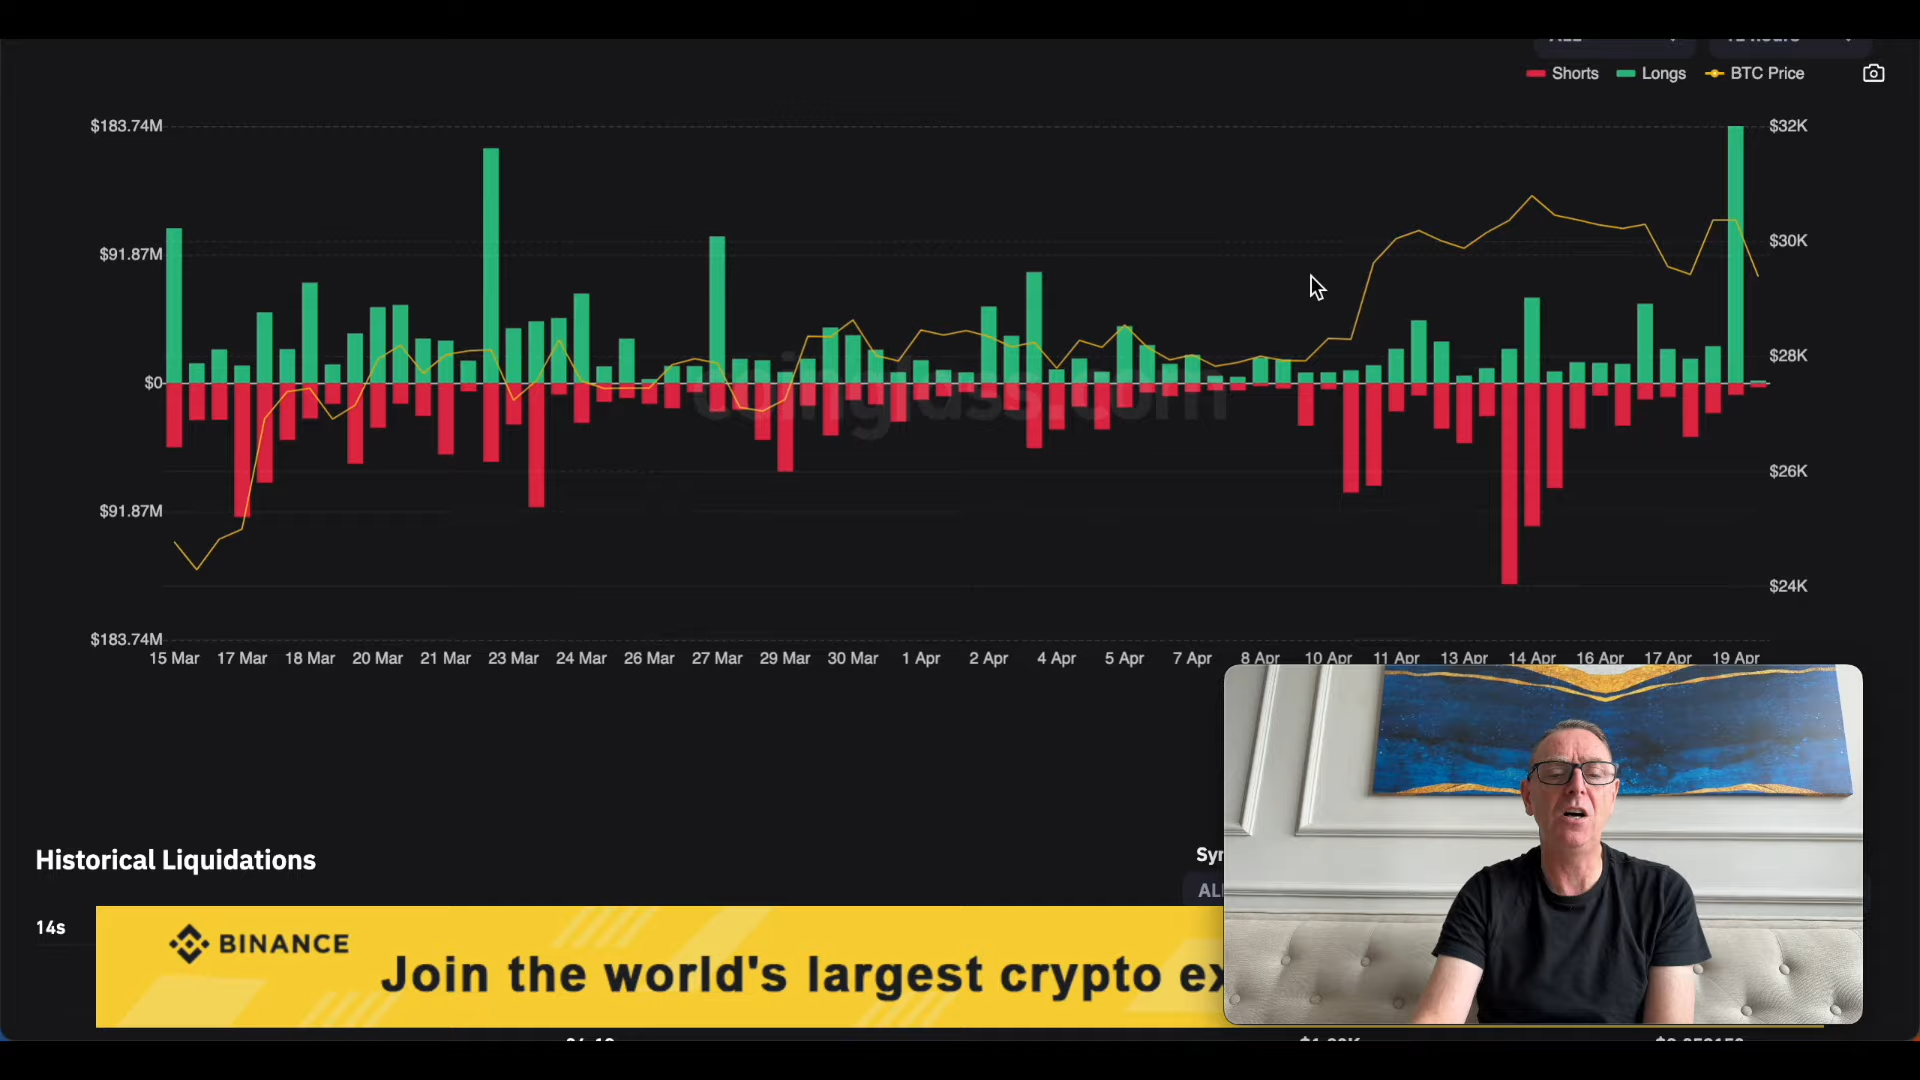 Shorts Longs BTC Price
$183.74M
$32K
$91.87M
$30K
$28K
$0
coinglass.com
$91.87M
$26K
$24K
$183.74M
15 Mar 17 Mar 18 Mar 20 Mar 21 Mar 23 Mar 24 Mar 26 Mar 27 Mar 29 Mar 30 Mar 1 Apr 2 Apr 4 Apr 5 Apr 7 Apr 8 Apr 10 Apr 11 Apr 13 Apr 14 Apr 16 Apr 17 Apr 19 Apr
Historical Liquidations
14s
BINANCE
Join the world's largest crypto ex